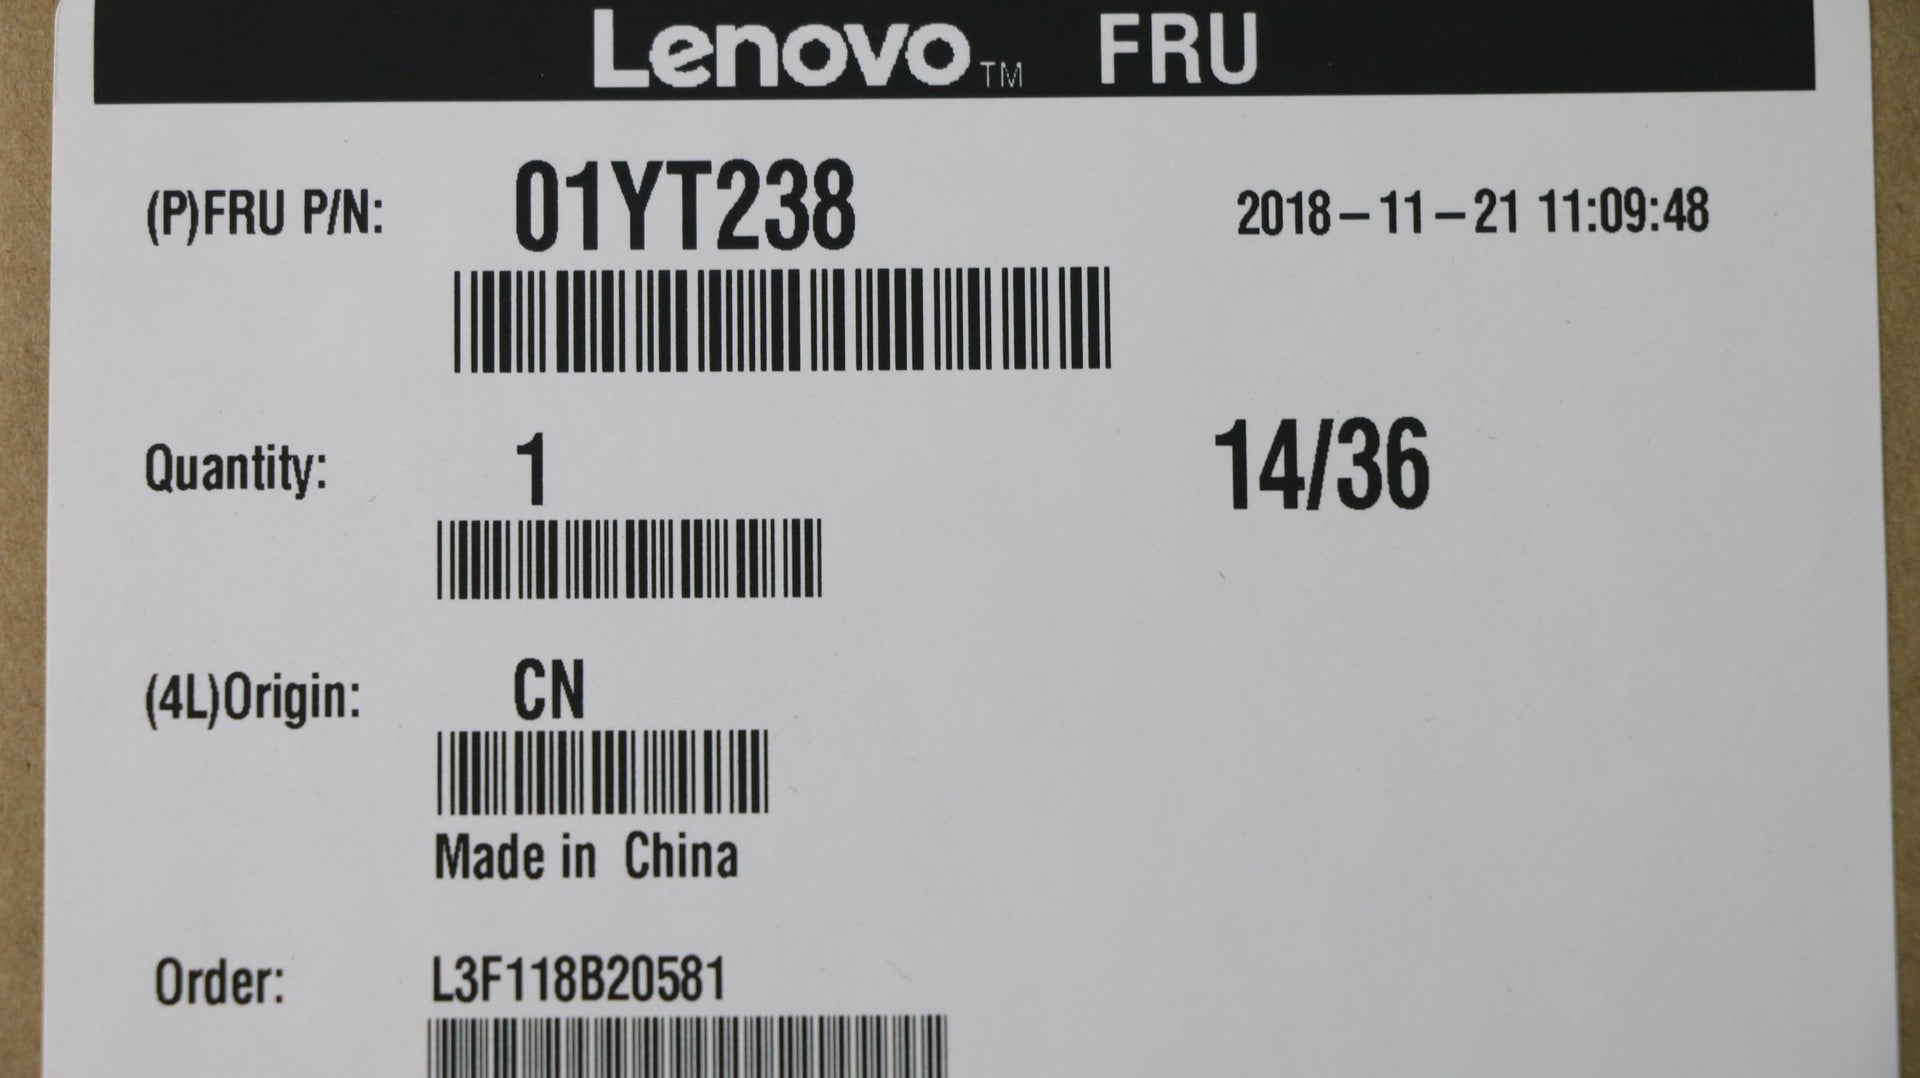 Lenovo™ FRU
(P)FRU P/N: 01YT238 2018-11-21 11:09:48
Quantity: 1 14/36
(4L)Origin: CN
Made in China
Order: L3F118B20581